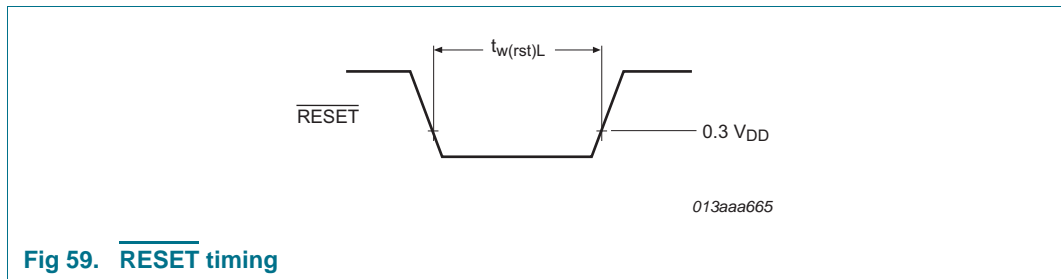 tw(rst)L
RESET
0.3 VDD
013aaa665
Fig 59. RESET timing